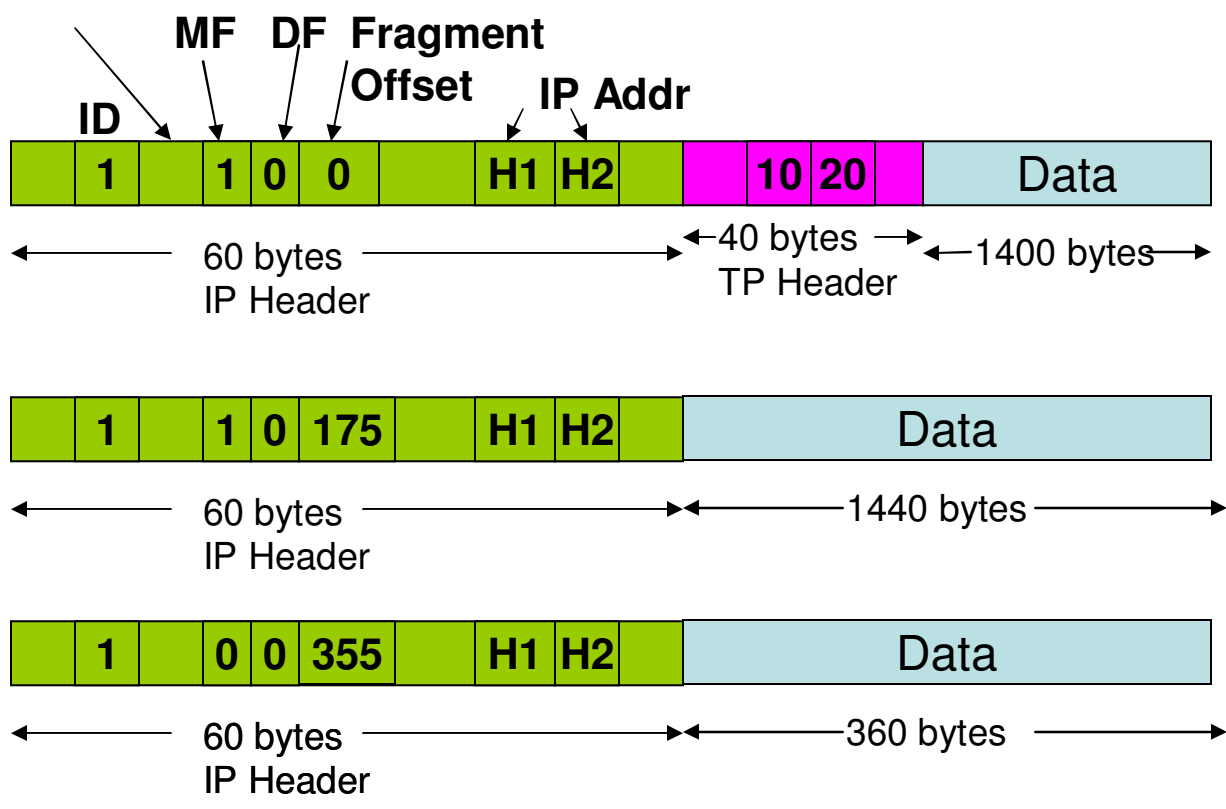 MF DF Fragment
Offset
IP Addr
ID
1 1 0 0 H1 H2 10 20 Data
60 bytes
IP Header
40 bytes
TP Header
1400 bytes
1 1 0 175 H1 H2 Data
60 bytes
IP Header
1440 bytes
1 0 0 355 H1 H2 Data
60 bytes
IP Header
360 bytes